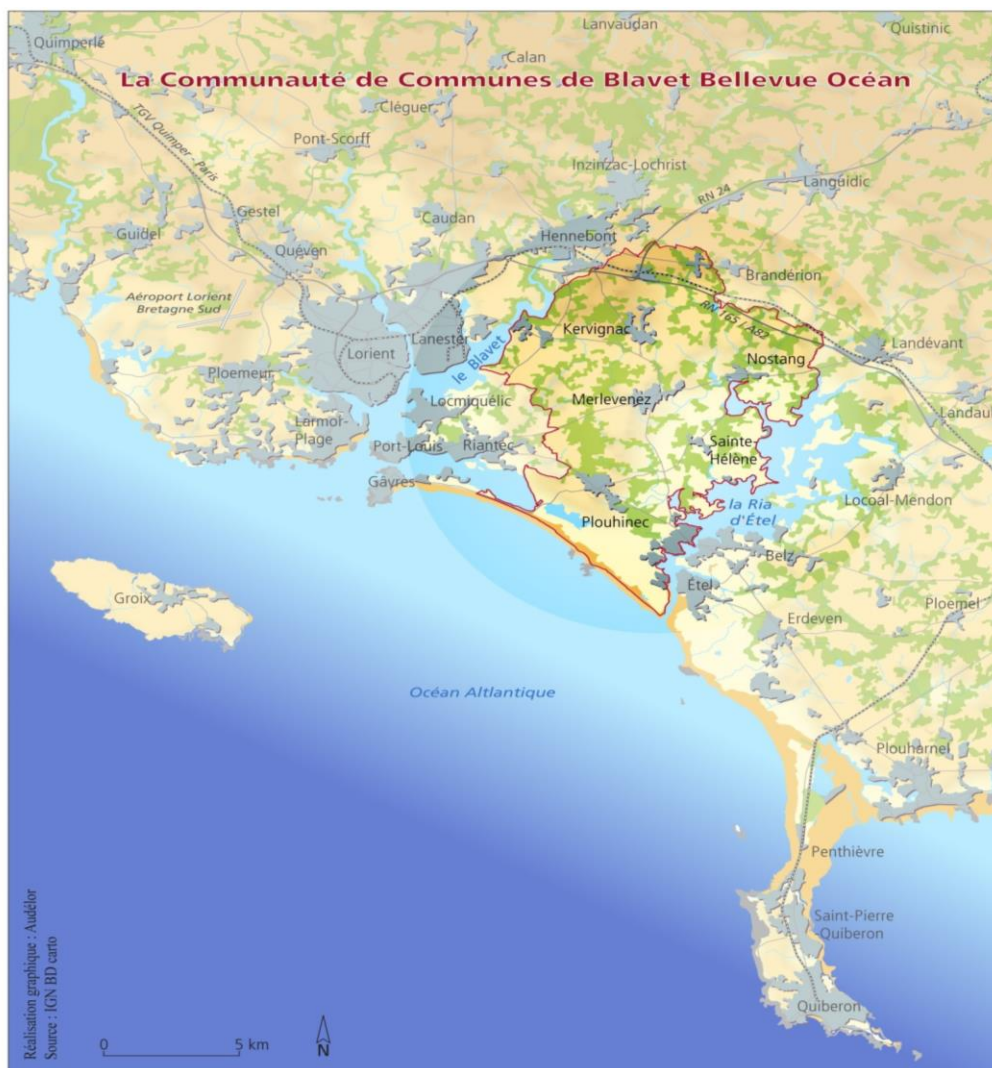 Lanvaudan
Quistinic
Quimperlé
Calan
La Communauté de Communes de Blavet Bellevue Océan
Cléguer
TGV Quimper - Paris
Pont-Scorff
Inzinzac-Lochrist
Languidic
RN 24
Gestel
Caudan
Guidel
Hennebont
Quéven
Brandérion
Aéroport Lorient
Bretagne Sud
RN 165 / A82
Kervignac
Lanester
Lorient
Landévant
le Blavet
Nostang
Ploemeur
Merlevenez
Locmiquélic
Landaul
Larmor-
Plage
Port-Louis
Riantec
Sainte-
Hélène
Gâvres
Locoal-Mendon
la Ria
d'Étel
Plouhinec
Belz
Étel
Groix
Ploemel
Erdeven
Océan Altlantique
Plouharnel
Penthièvre
Saint-Pierre
-Quiberon
Quiberon
Réalisation graphique : Audélor
Source : IGN BD carto
0 5 km
N